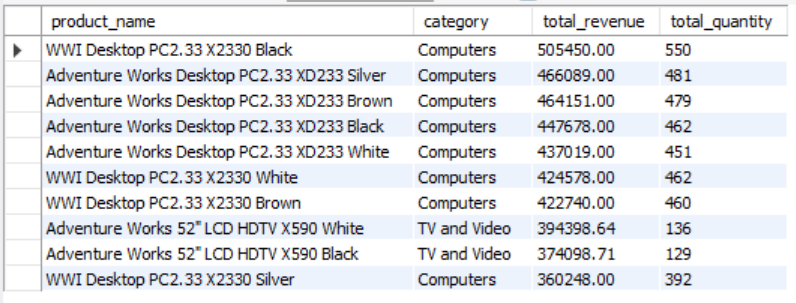 product_name category total_revenue total_quantity
WWI Desktop PC2.33 X2330 Black Computers 505450.00 550
Adventure Works Desktop PC2.33 XD233 Silver Computers 466089.00 481
Adventure Works Desktop PC2.33 XD233 Brown Computers 464151.00 479
Adventure Works Desktop PC2.33 XD233 Black Computers 447678.00 462
Adventure Works Desktop PC2.33 XD233 White Computers 437019.00 451
WWI Desktop PC2.33 X2330 White Computers 424578.00 462
WWI Desktop PC2.33 X2330 Brown Computers 422740.00 460
Adventure Works 52" LCD HDTV X590 White TV and Video 394398.64 136
Adventure Works 52" LCD HDTV X590 Black TV and Video 374098.71 129
WWI Desktop PC2.33 X2330 Silver Computers 360248.00 392